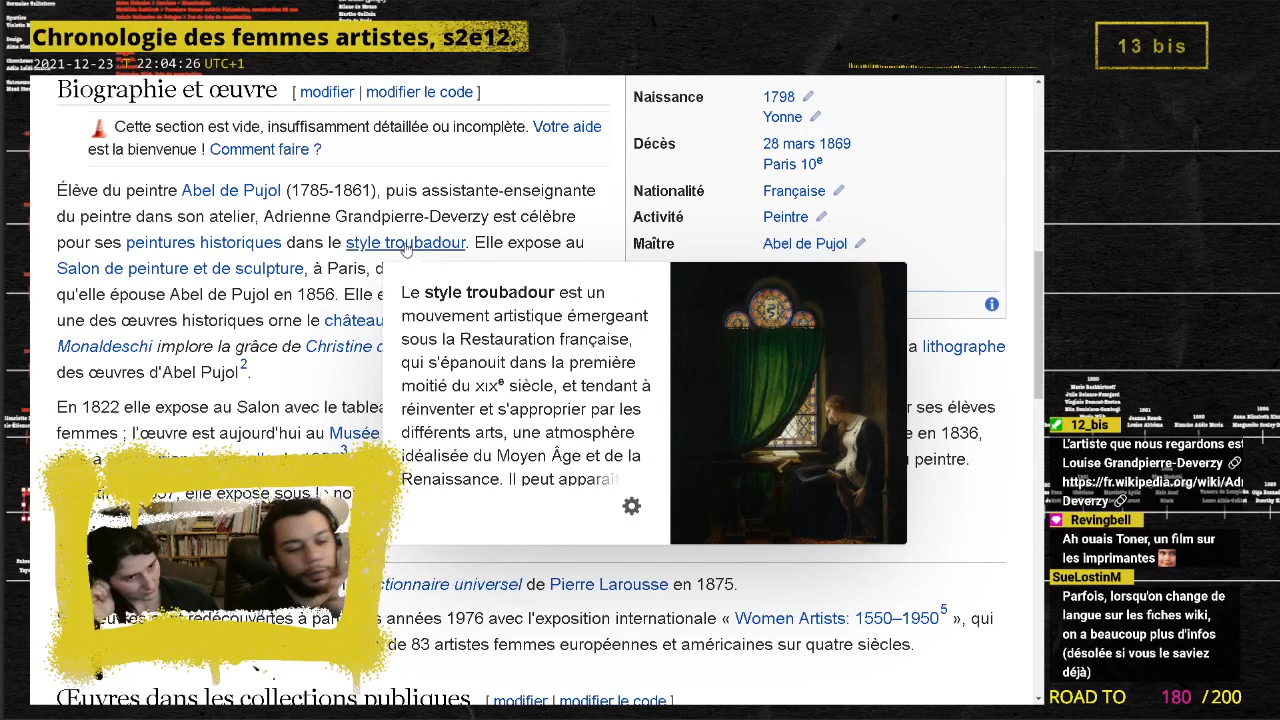 Chronologie des femmes artistes, s2e12
2021-12-23 T 22:04:26 UTC+1
13 bis
Biographie et œuvre [ modifier | modifier le code ]
Cette section est vide, insuffisamment détaillée ou incomplète. Votre aide
est la bienvenue ! Comment faire ?
Élève du peintre Abel de Pujol (1785-1861), puis assistante-enseignante
du peintre dans son atelier, Adrienne Grandpierre-Deverzy est célèbre
pour ses peintures historiques dans le style troubadour. Elle expose au
Salon de peinture et de sculpture, à Paris, d
qu'elle épouse Abel de Pujol en 1856. Elle e
une des œuvres historiques orne le château
Monaldeschi implore la grâce de Christine d
a lithographe
des œuvres d'Abel Pujol2.
En 1822 elle expose au Salon avec le table
r ses élèves
femmes ; l'œuvre est aujourd'hui au Musée
e en 1836,
peintre.
elle expose sous
no
ctionnaire universel de Pierre Larousse en 1875.
redécouvertes à par
s années 1976 avec l'exposition internationale « Women Artists: 1550–19505 », qui
de 83 artistes femmes européennes et américaines sur quatre siècles.
Œuvres dans les collections publiques [ modifier | modifier le code ]
Naissance 1798
Yonne
Décès 28 mars 1869
Paris 10e
Nationalité Française
Activité Peintre
Maître Abel de Pujol
Le style troubadour est un
mouvement artistique émergeant
sous la Restauration française,
qui s'épanouit dans la première
moitié du XIXe siècle, et tendant à
réinventer et s'approprier par les
différents arts, une atmosphère
idéalisée du Moyen Âge et de la
Renaissance. Il peut apparaît
12_bis
L'artiste que nous regardons est
Louise Grandpierre-Deverzy
https://fr.wikipedia.org/wiki/Adr
Deverzy
Revingbell
Ah ouais Toner, un film sur
les imprimantes
SueLostinM
Parfois, lorsqu'on change de
langue sur les fiches wiki,
on a beaucoup plus d'infos
(désolée si vous le saviez
déjà)
ROAD TO 180 / 200